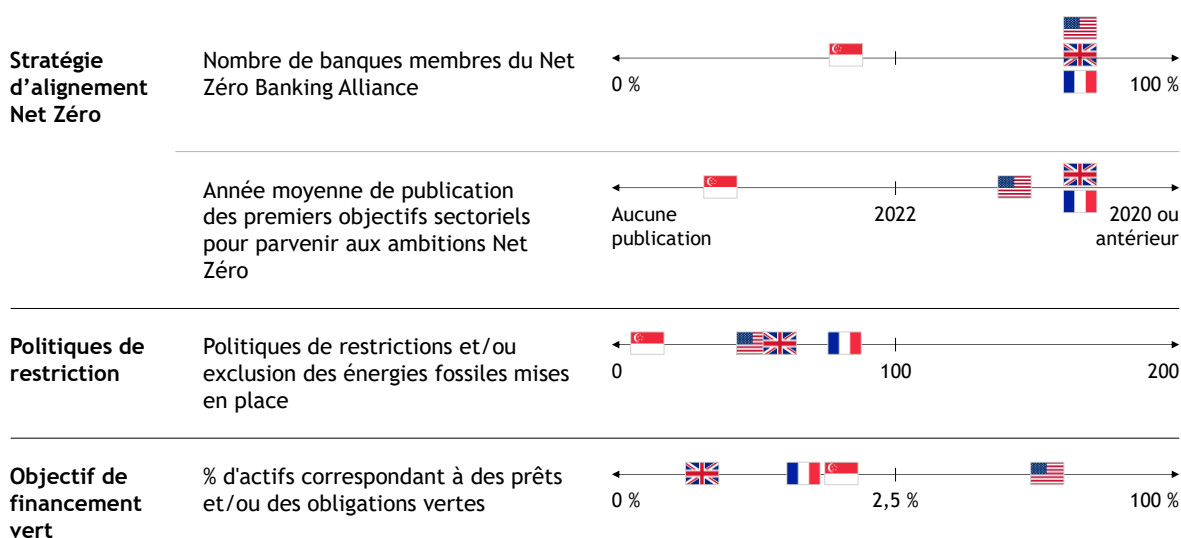 Stratégie
d’alignement
Net Zéro
Nombre de banques membres du Net
Zéro Banking Alliance
0 %
100 %
Année moyenne de publication
des premiers objectifs sectoriels
pour parvenir aux ambitions Net
Zéro
Aucune
publication
2022
2020 ou
antérieur
Politiques de
restriction
Politiques de restrictions et/ou
exclusion des énergies fossiles mises
en place
0
100
200
Objectif de
financement
vert
% d'actifs correspondant à des prêts
et/ou des obligations vertes
0 %
2,5 %
100 %